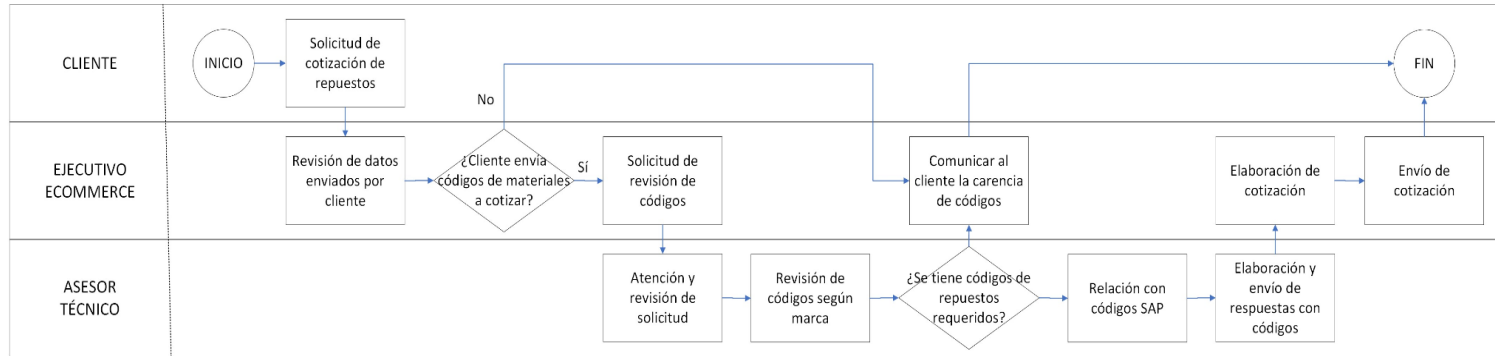 CLIENTE
INICIO
Solicitud de
cotización de
repuestos
No
FIN
EJECUTIVO
ECOMMERCE
Revisión de datos
enviados por
cliente
¿Cliente envía
códigos de materiales
a cotizar?
Sí
Solicitud de
revisión de
códigos
Comunicar al
cliente la carencia
de códigos
Elaboración de
cotización
Envío de
cotización
ASESOR
TÉCNICO
Atención y
revisión de
solicitud
Revisión de
códigos según
marca
¿Se tiene códigos de
repuestos
requeridos?
Relación con
códigos SAP
Elaboración y
envío de
respuestas con
códigos